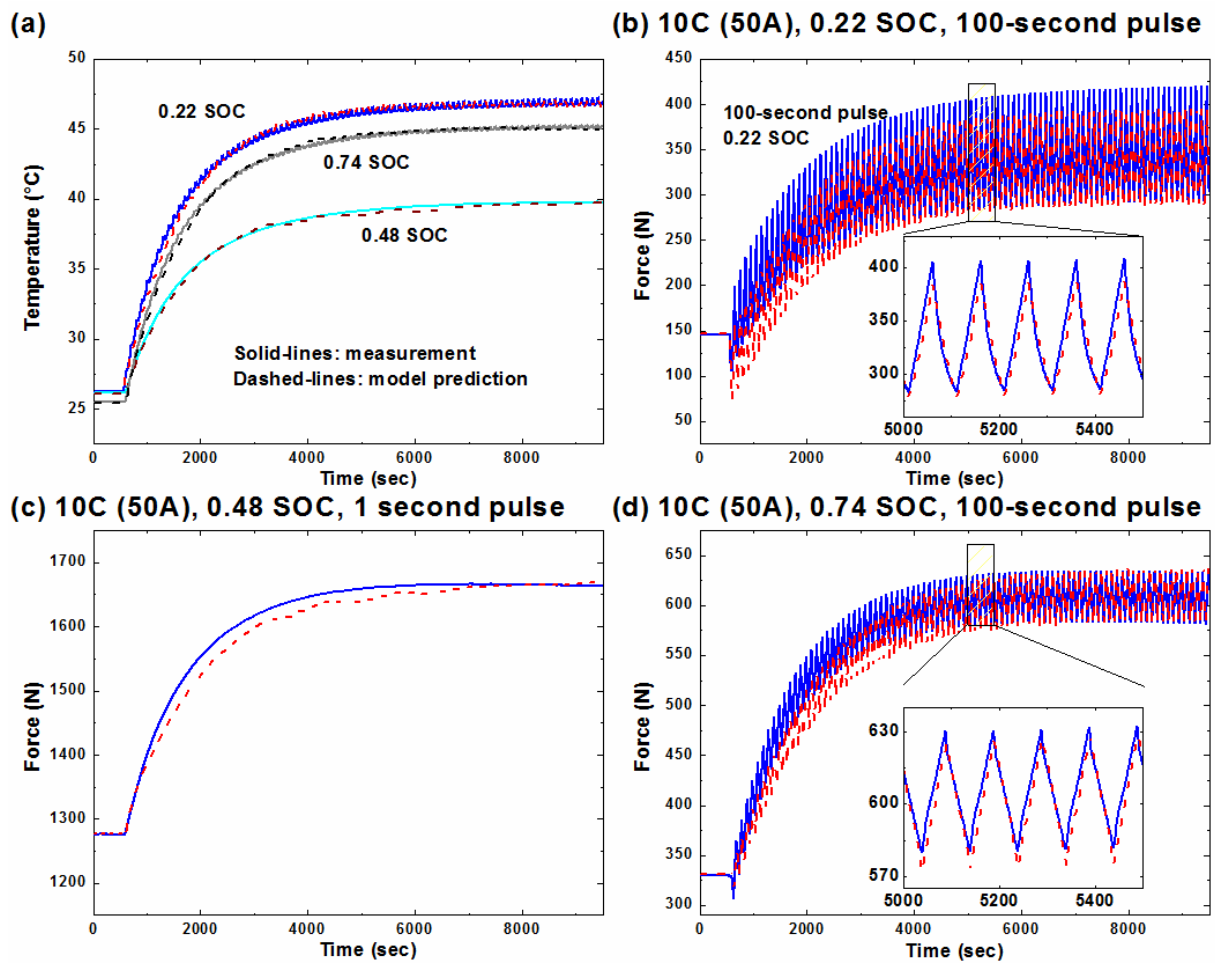 (a)
(b) 10C (50A), 0.22 SOC, 100-second pulse
50
45
40
35
30
25
Temperature (°C)
0.22 SOC
0.74 SOC
0.48 SOC
Solid-lines: measurement
Dashed-lines: model prediction
0 2000 4000 6000 8000
Time (sec)
450
400
350
300
250
200
150
100
50
Force (N)
100-second pulse
0.22 SOC
400
350
300
5000 5200 5400
0 2000 4000 6000 8000
Time (sec)
(c) 10C (50A), 0.48 SOC, 1 second pulse
(d) 10C (50A), 0.74 SOC, 100-second pulse
1700
1600
1500
1400
1300
1200
Force (N)
0 2000 4000 6000 8000
Time (sec)
650
600
550
500
450
400
350
300
Force (N)
630
600
570
5000 5200 5400
0 2000 4000 6000 8000
Time (sec)